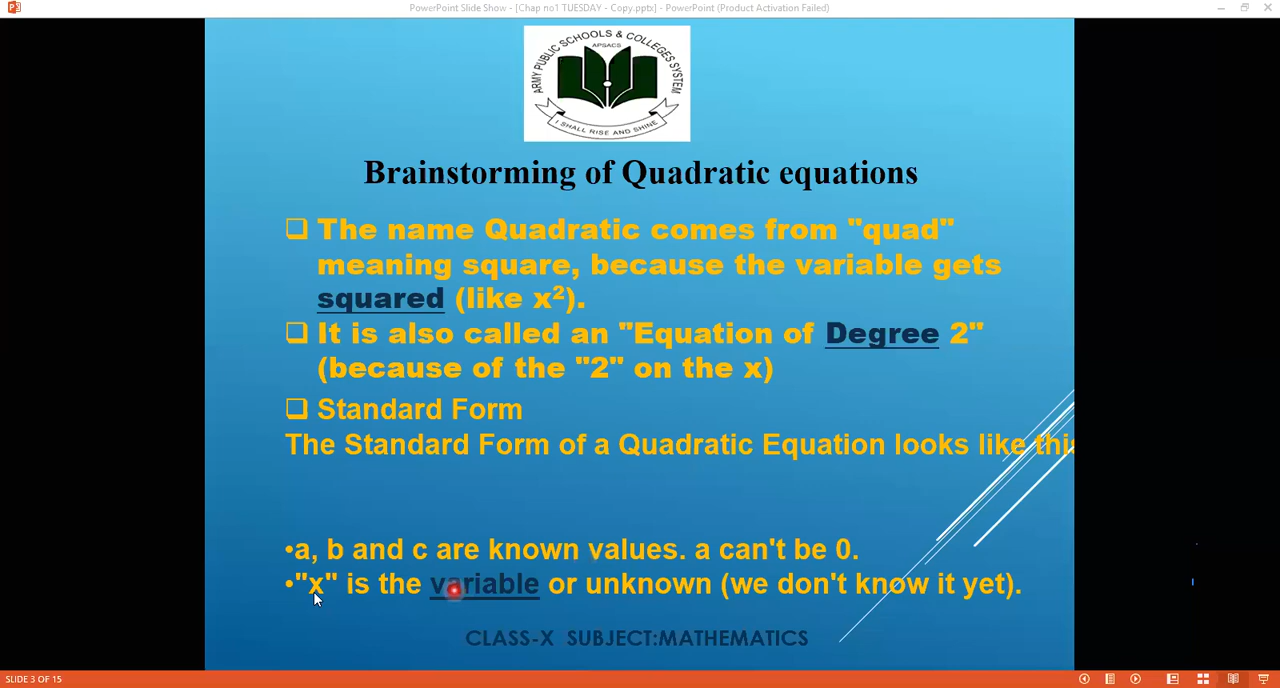 PowerPoint Slide Show - [Chap no1 TUESDAY - Copy.pptx] - PowerPoint (Product Activation Failed)
ARMY PUBLIC SCHOOLS & COLLEGES SYSTEM
APSACS
I SHALL RISE AND SHINE
Brainstorming of Quadratic equations
❑ The name Quadratic comes from "quad"
meaning square, because the variable gets
squared (like x²).
❑ It is also called an "Equation of Degree 2"
(because of the "2" on the x)
❑ Standard Form
The Standard Form of a Quadratic Equation looks like this
•a, b and c are known values. a can't be 0.
•"x" is the variable or unknown (we don't know it yet).
CLASS-X SUBJECT:MATHEMATICS
SLIDE 3 OF 15